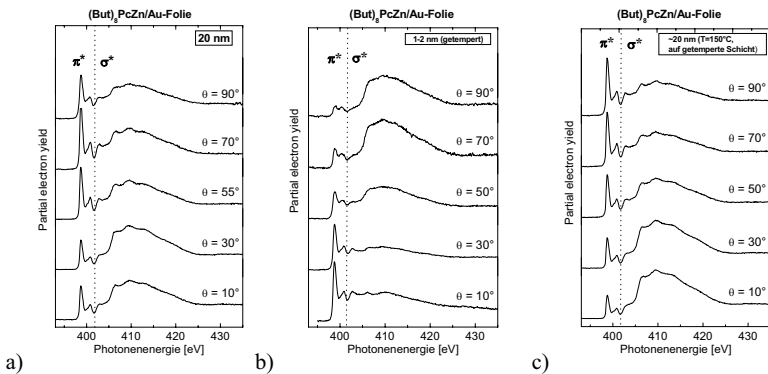 (But)₈PcZn/Au-Folie
20 nm
π* σ*
θ = 90°
θ = 70°
θ = 55°
θ = 30°
θ = 10°
Partial electron yield
400 410 420 430
Photonenenergie [eV]
a)
(But)₈PcZn/Au-Folie
1-2 nm (getempert)
π* σ*
θ = 90°
θ = 70°
θ = 50°
θ = 30°
θ = 10°
Partial electron yield
400 410 420 430
Photonenenergie [eV]
b)
(But)₈PcZn/Au-Folie
~20 nm (T=150°C,
auf getemperte Schicht)
π* σ*
θ = 90°
θ = 70°
θ = 50°
θ = 30°
θ = 10°
Partial electron yield
400 410 420 430
Photonenenergie [eV]
c)